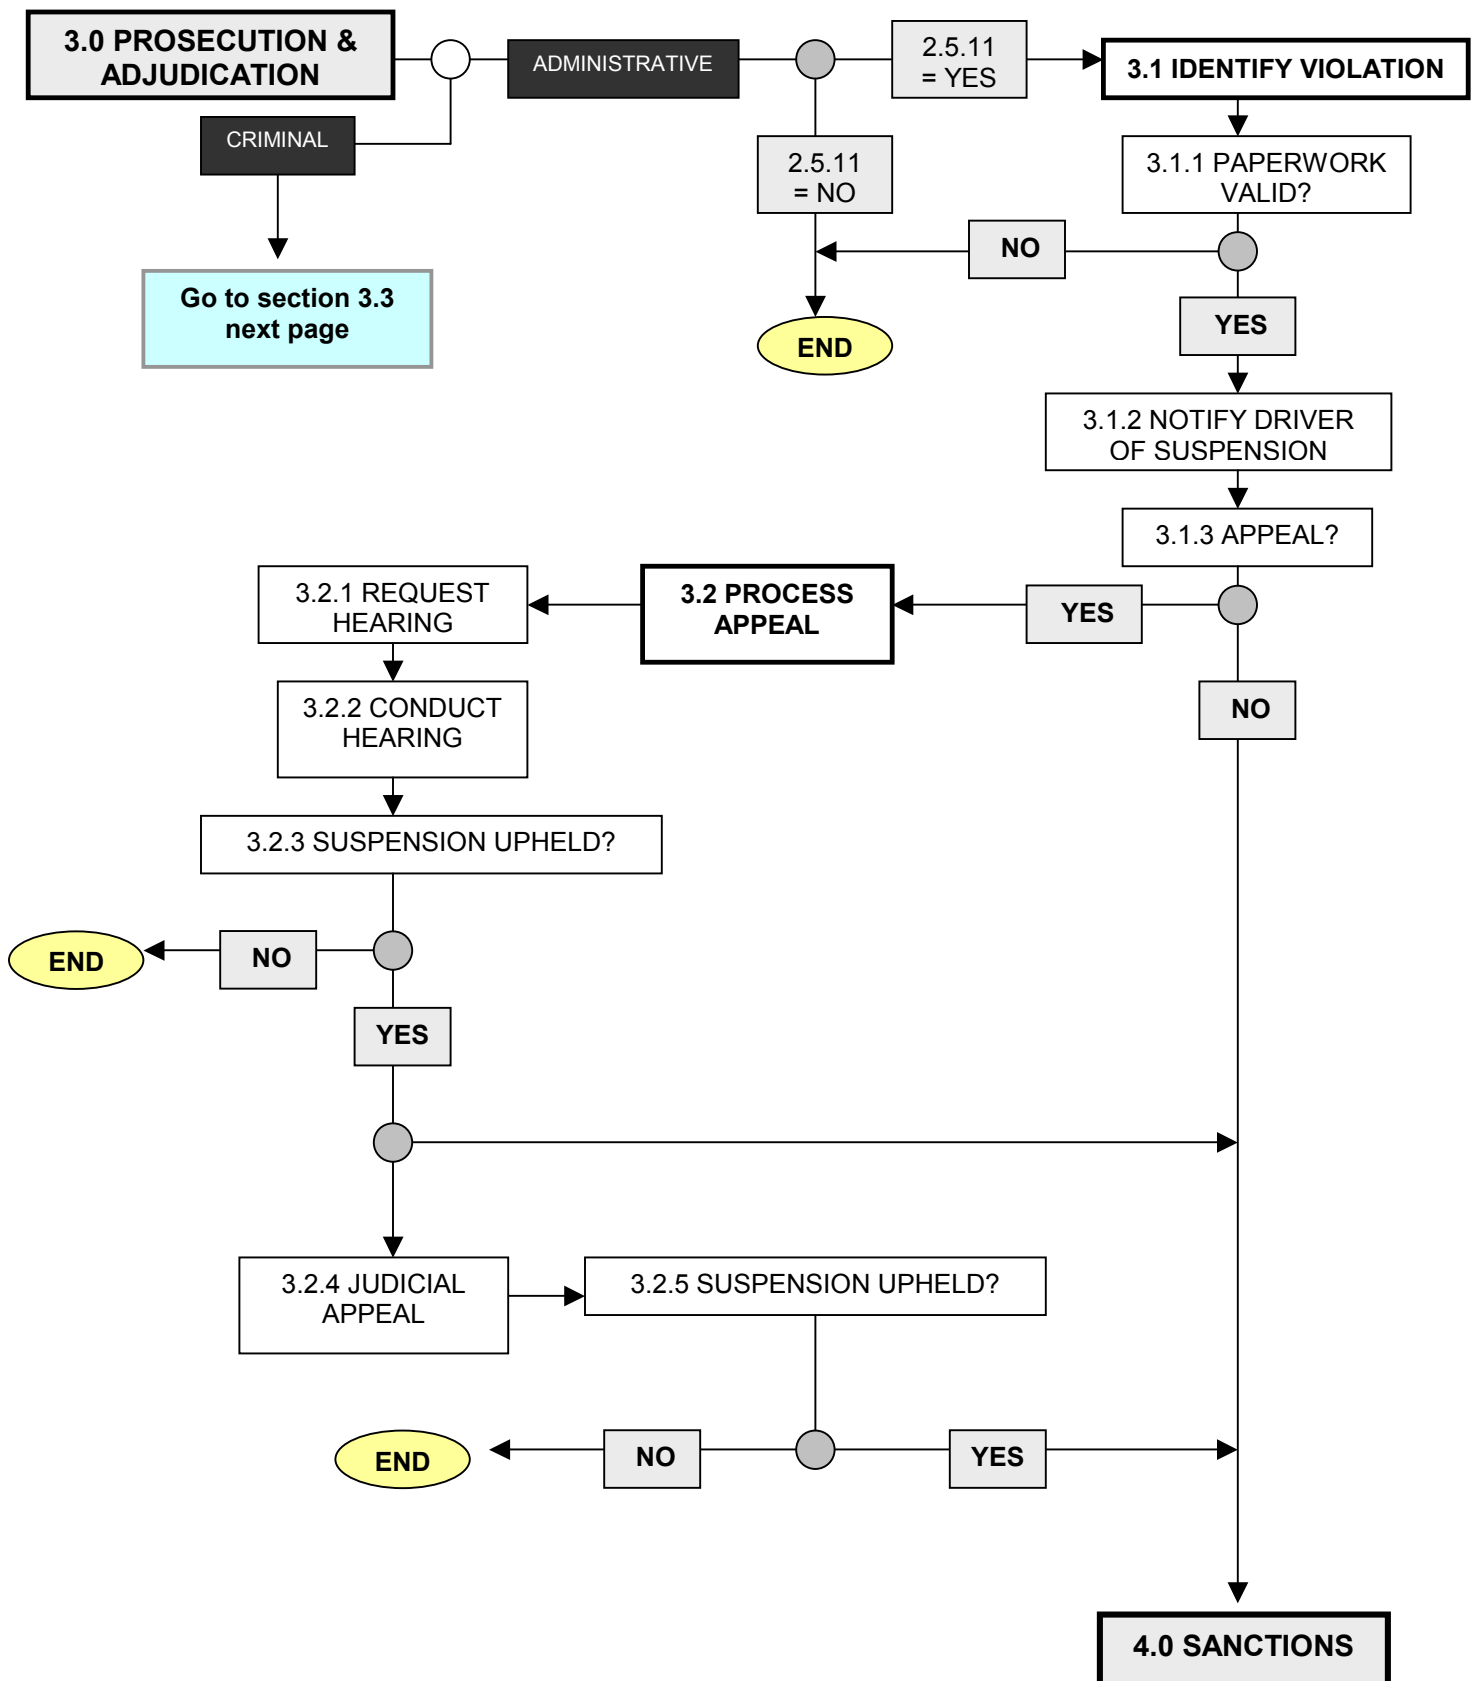 3.0 PROSECUTION &
ADJUDICATION
ADMINISTRATIVE
2.5.11
= YES
3.1 IDENTIFY VIOLATION
CRIMINAL
2.5.11
= NO
3.1.1 PAPERWORK
VALID?
NO
Go to section 3.3
next page
END
YES
3.1.2 NOTIFY DRIVER
OF SUSPENSION
3.1.3 APPEAL?
3.2.1 REQUEST
HEARING
3.2 PROCESS
APPEAL
YES
3.2.2 CONDUCT
HEARING
NO
3.2.3 SUSPENSION UPHELD?
END
NO
YES
3.2.4 JUDICIAL
APPEAL
3.2.5 SUSPENSION UPHELD?
END
NO
YES
4.0 SANCTIONS